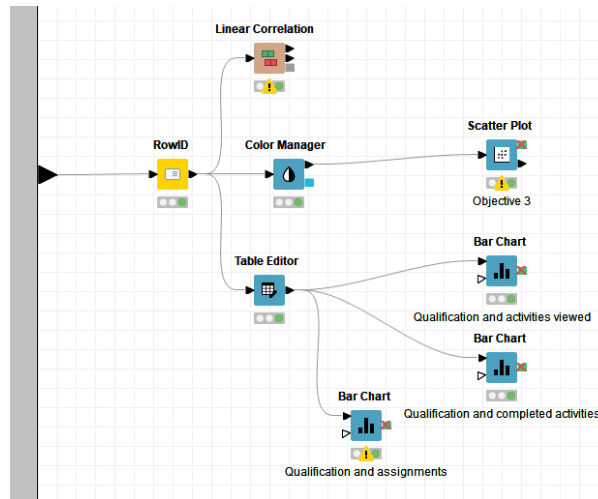 Linear Correlation
RowID
Color Manager
Scatter Plot
Objective 3
Table Editor
Bar Chart
Qualification and activities viewed
Bar Chart
Qualification and completed activities
Bar Chart
Qualification and assignments